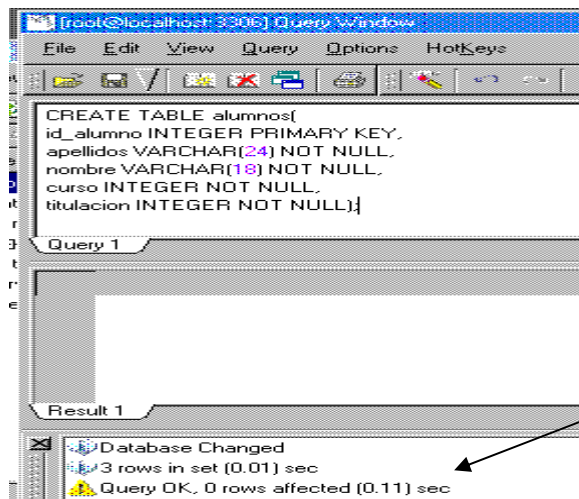 [root@localhost:3306] Query Window
File Edit View Query Options HotKeys
CREATE TABLE alumnos(
id_alumno INTEGER PRIMARY KEY,
apellidos VARCHAR(24) NOT NULL,
nombre VARCHAR(18) NOT NULL,
curso INTEGER NOT NULL,
titulacion INTEGER NOT NULL);
Query 1
Result 1
Database Changed
3 rows in set (0.01) sec
Query OK, 0 rows affected (0.11) sec